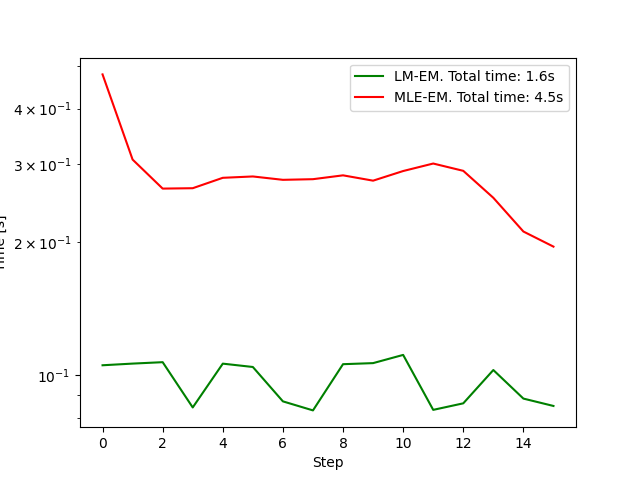 LM-EM. Total time: 1.6s
MLE-EM. Total time: 4.5s
4 × 10⁻¹
3 × 10⁻¹
2 × 10⁻¹
10⁻¹
0 2 4 6 8 10 12 14
Step